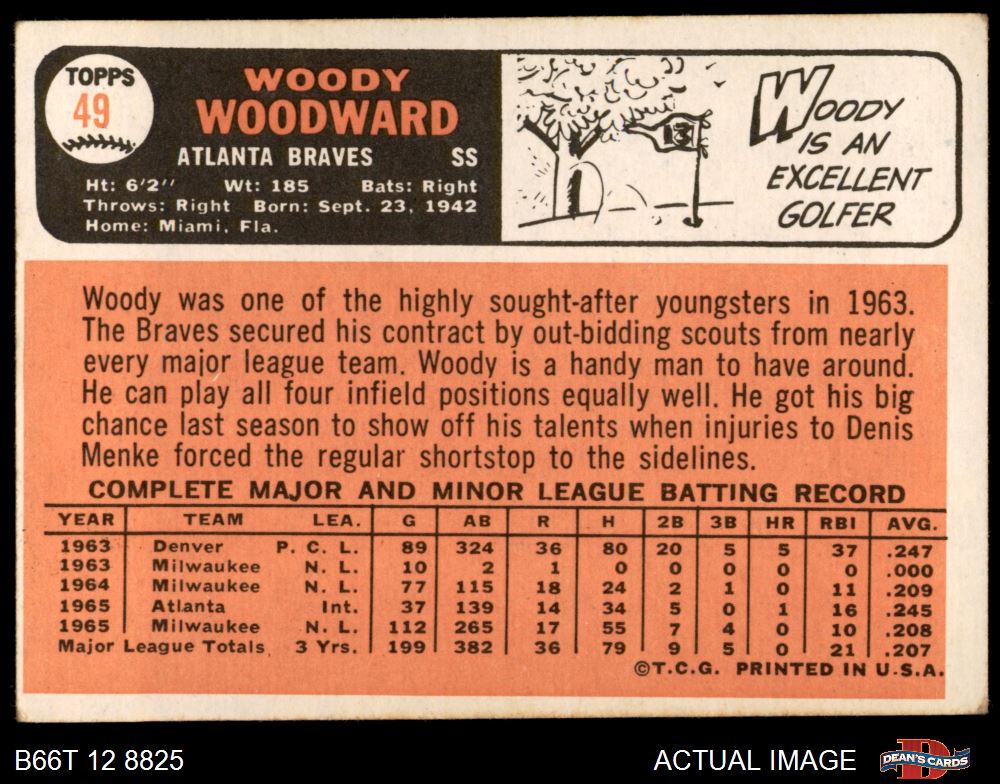 TOPPS
49
WOODY
WOODWARD
ATLANTA BRAVES SS
Ht: 6'2" Wt: 185 Bats: Right
Throws: Right Born: Sept. 23, 1942
Home: Miami, Fla.
13
WOODY
IS AN
EXCELLENT
GOLFER
Woody was one of the highly sought-after youngsters in 1963.
The Braves secured his contract by out-bidding scouts from nearly
every major league team. Woody is a handy man to have around.
He can play all four infield positions equally well. He got his big
chance last season to show off his talents when injuries to Denis
Menke forced the regular shortstop to the sidelines.
COMPLETE MAJOR AND MINOR LEAGUE BATTING RECORD
YEAR TEAM LEA. G AB R H 2B 3B HR RBI AVG.
1963 Denver P. C. L. 89 324 36 80 20 5 5 37 .247
1963 Milwaukee N. L. 10 2 1 0 0 0 0 0 .000
1964 Milwaukee N. L. 77 115 18 24 2 1 0 11 .209
1965 Atlanta Int. 37 139 14 34 5 0 1 16 .245
1965 Milwaukee N. L. 112 265 17 55 7 4 0 10 .208
Major League Totals 3 Yrs. 199 382 36 79 9 5 0 21 .207
©T.C.G. PRINTED IN U.S.A.
B66T 12 8825 ACTUAL IMAGE
DEAN'S CARDS